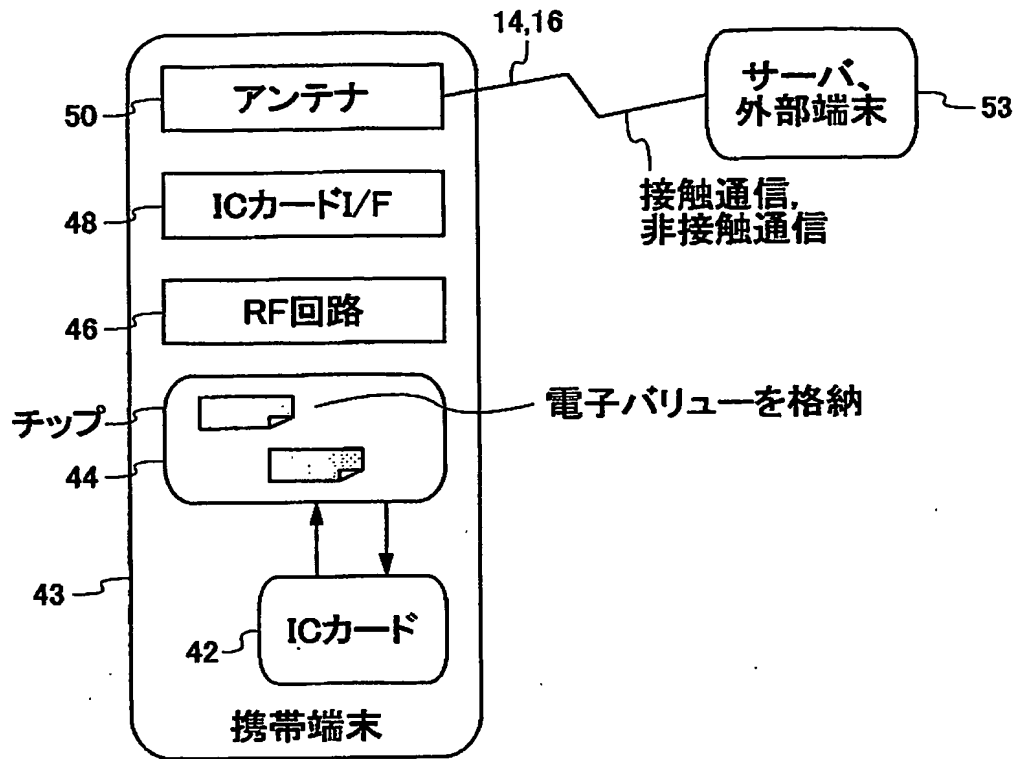 14,16
アンテナ
50
サーバ、
外部端末
53
ICカードI/F
48
接触通信,
非接触通信
RF回路
46
チップ
電子バリューを格納
44
43
ICカード
42
携帯端末